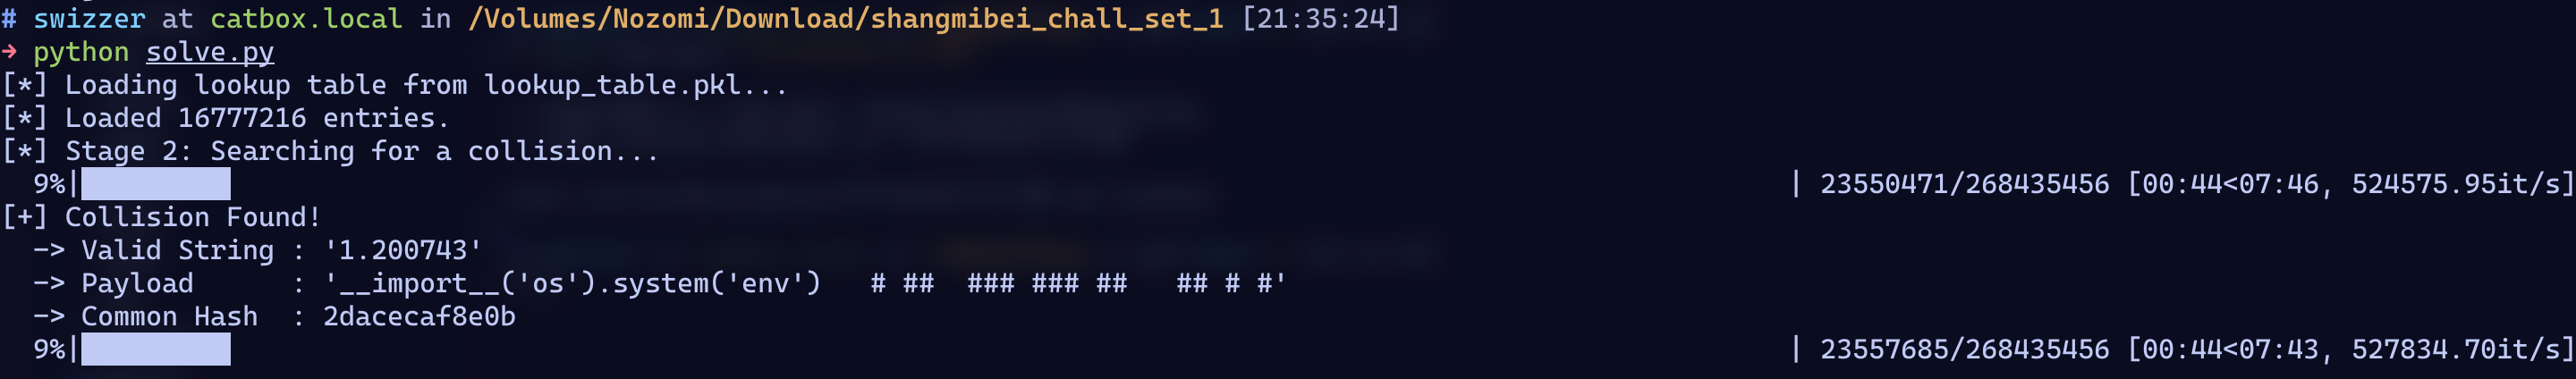 # swizzer at catbox.local in /Volumes/Nozomi/Download/shangmibei_chall_set_1 [21:35:24]
→ python solve.py
[*] Loading lookup table from lookup_table.pkl...
[*] Loaded 16777216 entries.
[*] Stage 2: Searching for a collision...
  9%|█████████ | 23550471/268435456 [00:44<07:46, 524575.95it/s]
[+] Collision Found!
  -> Valid String : '1.200743'
  -> Payload      : '__import__('os').system('env')   # ##  ### ### ##   ## # #'
  -> Common Hash  : 2dacecaf8e0b
  9%|█████████ | 23557685/268435456 [00:44<07:43, 527834.70it/s]